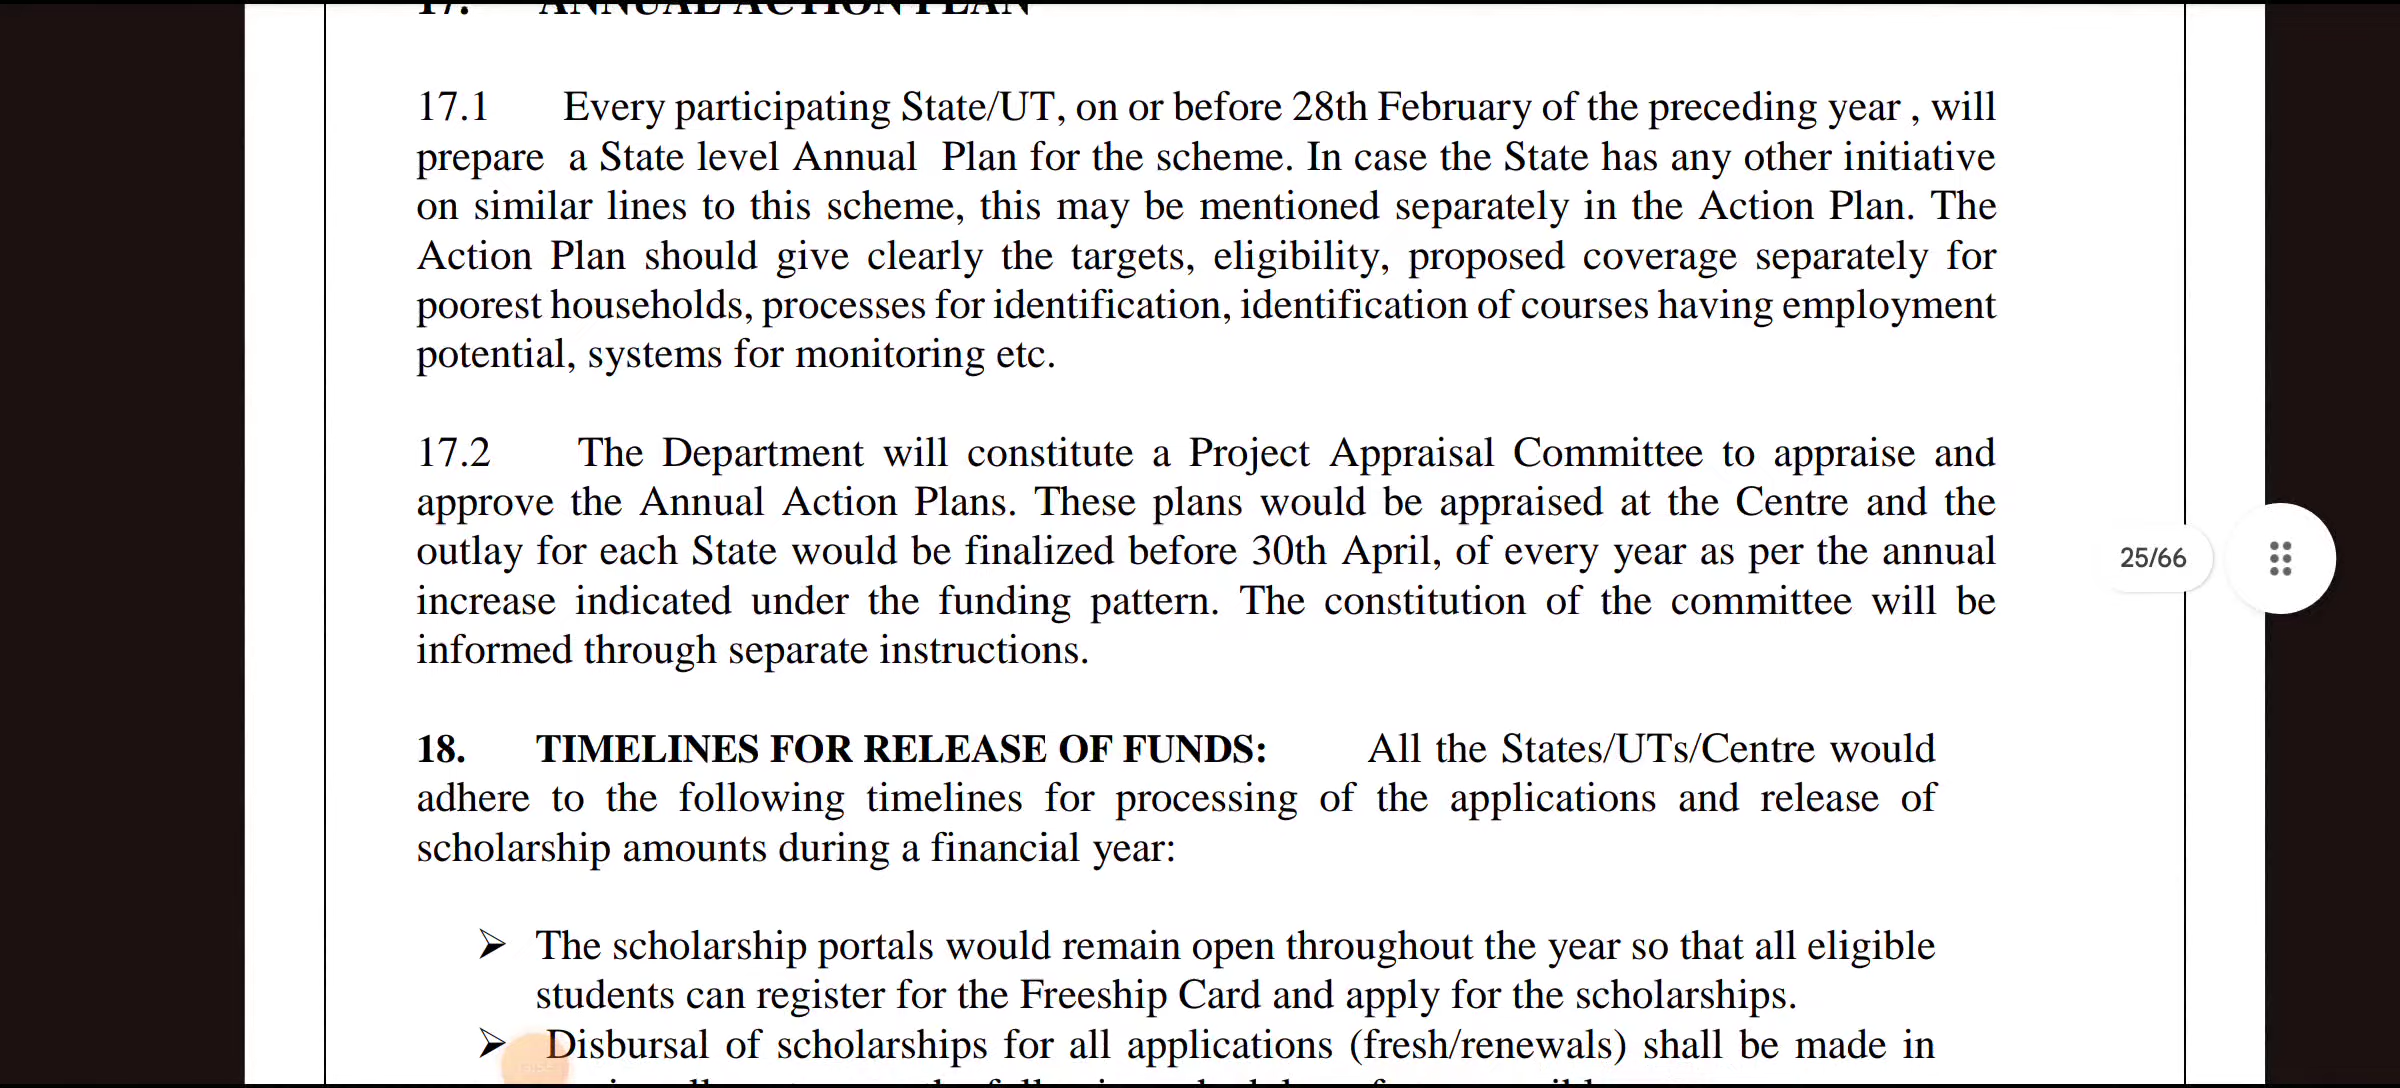 17. ANNUAL ACTION PLAN
17.1 Every participating State/UT, on or before 28th February of the preceding year , will
prepare a State level Annual Plan for the scheme. In case the State has any other initiative
on similar lines to this scheme, this may be mentioned separately in the Action Plan. The
Action Plan should give clearly the targets, eligibility, proposed coverage separately for
poorest households, processes for identification, identification of courses having employment
potential, systems for monitoring etc.
17.2 The Department will constitute a Project Appraisal Committee to appraise and
approve the Annual Action Plans. These plans would be appraised at the Centre and the
outlay for each State would be finalized before 30th April, of every year as per the annual
increase indicated under the funding pattern. The constitution of the committee will be
informed through separate instructions.
25/66
18. TIMELINES FOR RELEASE OF FUNDS: All the States/UTs/Centre would
adhere to the following timelines for processing of the applications and release of
scholarship amounts during a financial year:
➢ The scholarship portals would remain open throughout the year so that all eligible
students can register for the Freeship Card and apply for the scholarships.
➢ Disbursal of scholarships for all applications (fresh/renewals) shall be made in